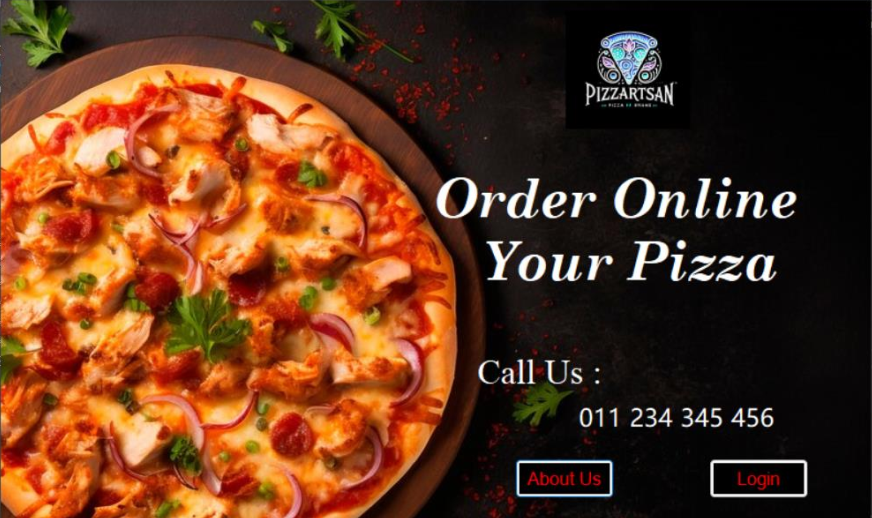 PIZZARTSAN
Order Online
Your Pizza
Call Us :
011 234 345 456
About Us
Login